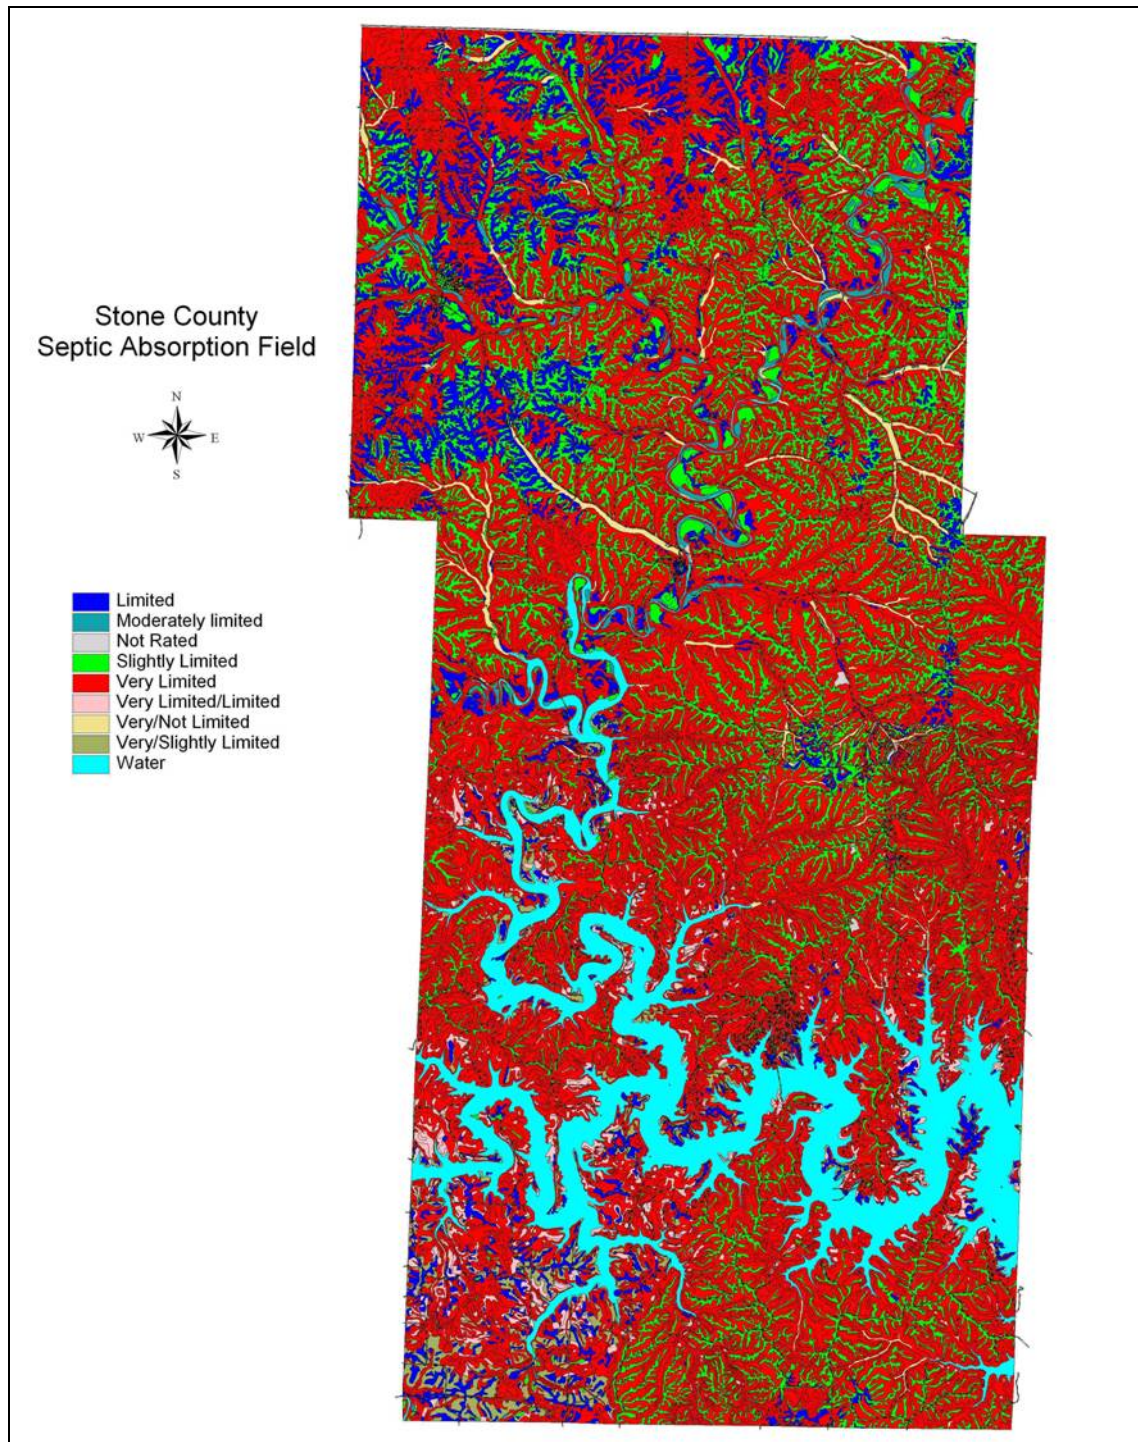 Stone County
Septic Absorption Field
N
W E
S
Limited
Moderately limited
Not Rated
Slightly Limited
Very Limited
Very Limited/Limited
Very/Not Limited
Very/Slightly Limited
Water